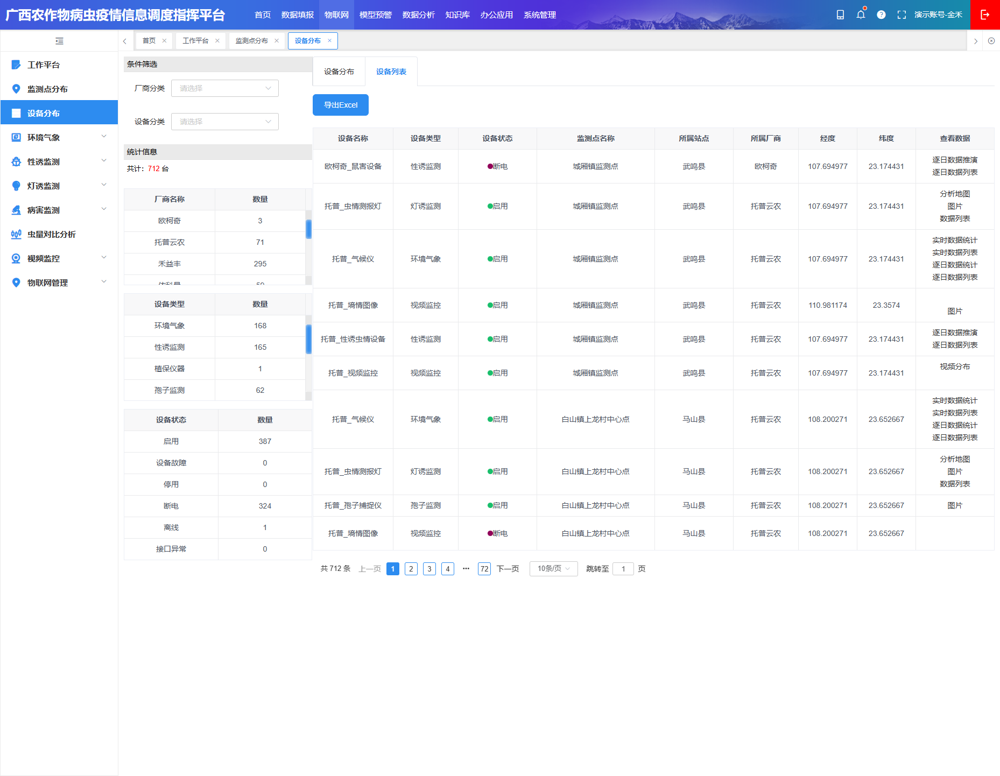 广西农作物病虫疫情信息调度指挥平台 首页 数据填报 物联网 模型预警 数据分析 知识库 办公应用 系统管理 演示账号-金禾
首页 工作平台 监测点分布 设备分布
工作平台
监测点分布
设备分布
环境气象
性诱监测
灯诱监测
病害监测
虫量对比分析
视频监控
物联网管理
条件筛选
厂商分类 请选择
设备分类 请选择
统计信息
共计：712 台
厂商名称 数量
欧柯奇 3
托普云农 71
禾益丰 295
设备类型 数量
环境气象 168
性诱监测 165
植保仪器 1
孢子监测 62
设备状态 数量
启用 387
设备故障 0
停用 0
断电 324
离线 1
接口异常 0
设备分布 设备列表
导出Excel
设备名称 设备类型 设备状态 监测点名称 所属站点 所属厂商 经度 纬度 查看数据
欧柯奇_鼠害设备 性诱监测 断电 城厢镇监测点 武鸣县 欧柯奇 107.694977 23.174431 逐日数据推演
逐日数据列表
托普_虫情测报灯 灯诱监测 启用 城厢镇监测点 武鸣县 托普云农 107.694977 23.174431 分析地图
图片
数据列表
托普_气候仪 环境气象 启用 城厢镇监测点 武鸣县 托普云农 107.694977 23.174431 实时数据统计
实时数据列表
逐日数据统计
逐日数据列表
托普_墒情图像 视频监控 启用 城厢镇监测点 武鸣县 托普云农 110.981174 23.3574 图片
托普_性诱虫情设备 性诱监测 启用 城厢镇监测点 武鸣县 托普云农 107.694977 23.174431 逐日数据推演
逐日数据列表
托普_视频监控 视频监控 启用 城厢镇监测点 武鸣县 托普云农 107.694977 23.174431 视频分布
托普_气候仪 环境气象 启用 白山镇上龙村中心点 马山县 托普云农 108.200271 23.652667 实时数据统计
实时数据列表
逐日数据统计
逐日数据列表
托普_虫情测报灯 灯诱监测 启用 白山镇上龙村中心点 马山县 托普云农 108.200271 23.652667 分析地图
图片
数据列表
托普_孢子捕捉仪 孢子监测 启用 白山镇上龙村中心点 马山县 托普云农 108.200271 23.652667 图片
托普_墒情图像 视频监控 断电 白山镇上龙村中心点 马山县 托普云农 108.200271 23.652667
共 712 条 上一页 1 2 3 4 ••• 72 下一页 10条/页 跳转至 1 页